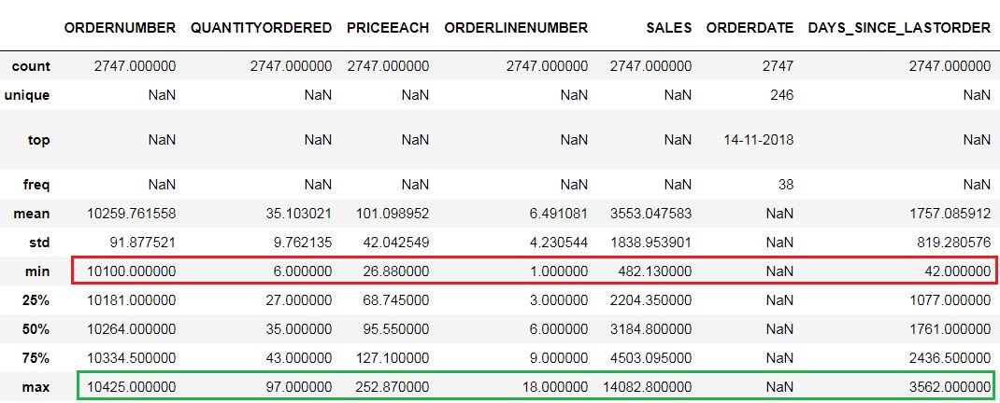 ORDERNUMBER QUANTITYORDERED PRICEEACH ORDERLINENUMBER SALES ORDERDATE DAYS_SINCE_LASTORDER
count 2747.000000 2747.000000 2747.000000 2747.000000 2747.000000 2747 2747.000000
unique NaN NaN NaN NaN NaN 246 NaN
top NaN NaN NaN NaN NaN 14-11-2018 NaN
freq NaN NaN NaN NaN NaN 38 NaN
mean 10259.761558 35.103021 101.098952 6.491081 3553.047583 NaN 1757.085912
std 91.877521 9.762135 42.042549 4.230544 1838.953901 NaN 819.280576
min 10100.000000 6.000000 26.880000 1.000000 482.130000 NaN 42.000000
25% 10181.000000 27.000000 68.745000 3.000000 2204.350000 NaN 1077.000000
50% 10264.000000 35.000000 95.550000 6.000000 3184.800000 NaN 1761.000000
75% 10334.500000 43.000000 127.100000 9.000000 4503.095000 NaN 2436.500000
max 10425.000000 97.000000 252.870000 18.000000 14082.800000 NaN 3562.000000